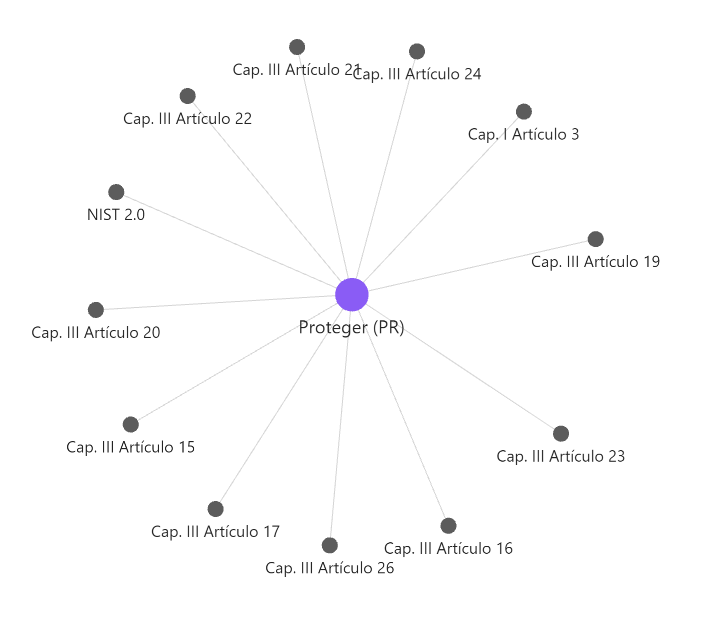 Cap. III Artículo 21
Cap. III Artículo 24
Cap. III Artículo 22
Cap. I Artículo 3
NIST 2.0
Cap. III Artículo 19
Proteger (PR)
Cap. III Artículo 20
Cap. III Artículo 15
Cap. III Artículo 23
Cap. III Artículo 17
Cap. III Artículo 16
Cap. III Artículo 26